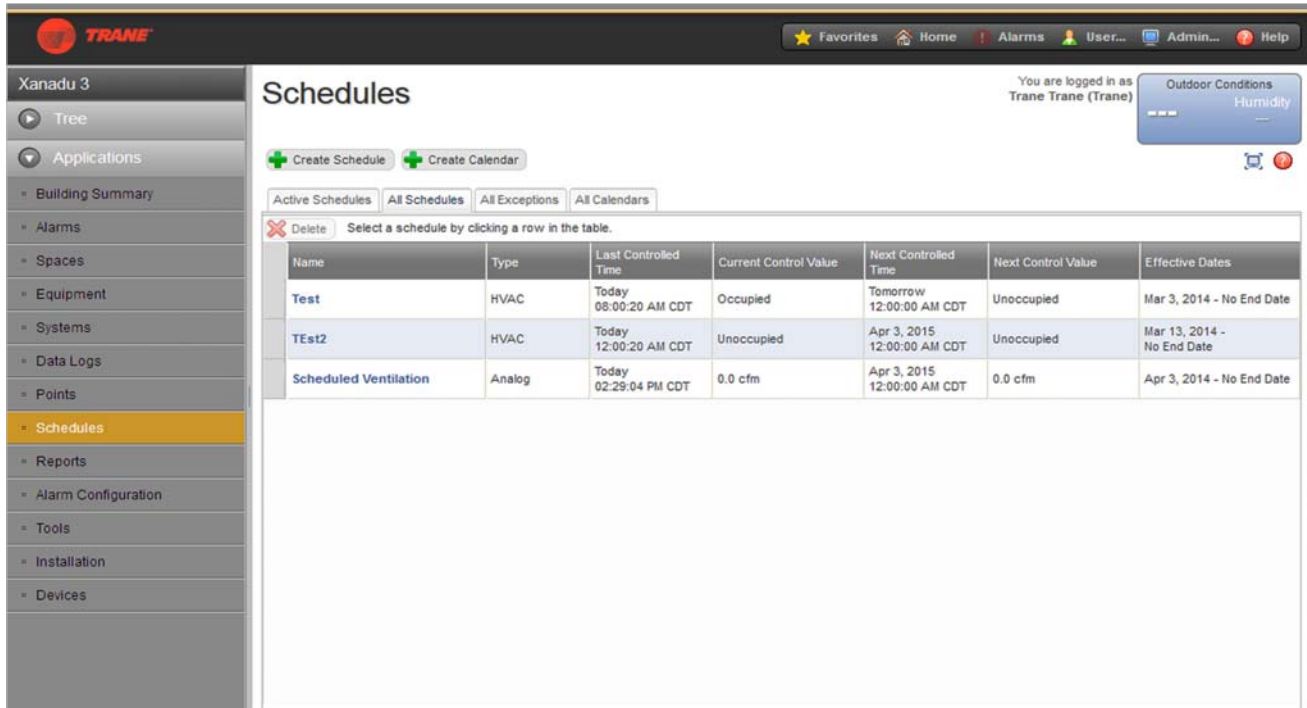 TRANE
Favorites Home Alarms User... Admin... Help
Xanadu 3
Tree
Applications
Building Summary
Alarms
Spaces
Equipment
Systems
Data Logs
Points
Schedules
Reports
Alarm Configuration
Tools
Installation
Devices
Schedules
You are logged in as
Trane Trane (Trane)
Outdoor Conditions
Humidity
---
---
Create Schedule Create Calendar
Active Schedules All Schedules All Exceptions All Calendars
Delete Select a schedule by clicking a row in the table.
Name Type Last Controlled Time Current Control Value Next Controlled Time Next Control Value Effective Dates
Test HVAC Today 08:00:20 AM CDT Occupied Tomorrow 12:00:00 AM CDT Unoccupied Mar 3, 2014 - No End Date
TEst2 HVAC Today 12:00:20 AM CDT Unoccupied Apr 3, 2015 12:00:00 AM CDT Unoccupied Mar 13, 2014 - No End Date
Scheduled Ventilation Analog Today 02:29:04 PM CDT 0.0 cfm Apr 3, 2015 12:00:00 AM CDT 0.0 cfm Apr 3, 2014 - No End Date